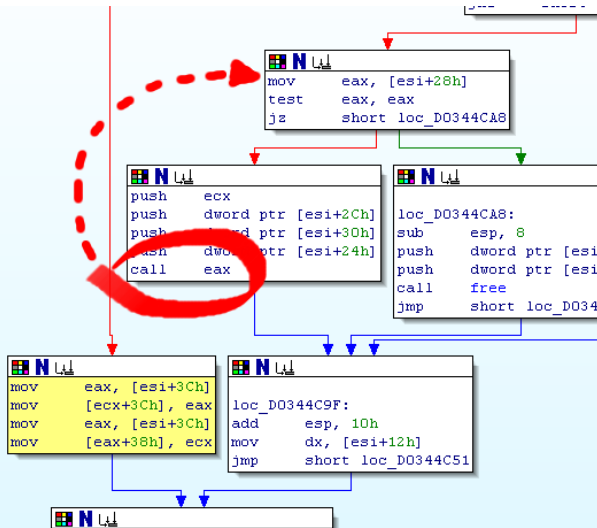 mov eax, [esi+28h]
test eax, eax
jz short loc_D0344CA8
push ecx
push dword ptr [esi+2Ch]
push dword ptr [esi+30h]
push dword ptr [esi+24h]
call eax
loc_D0344CA8:
sub esp, 8
push dword ptr [esi
push dword ptr [esi
call free
jmp short loc_D034
mov eax, [esi+3Ch]
mov [ecx+3Ch], eax
mov eax, [esi+3Ch]
mov [eax+38h], ecx
loc_D0344C9F:
add esp, 10h
mov dx, [esi+12h]
jmp short loc_D0344C51